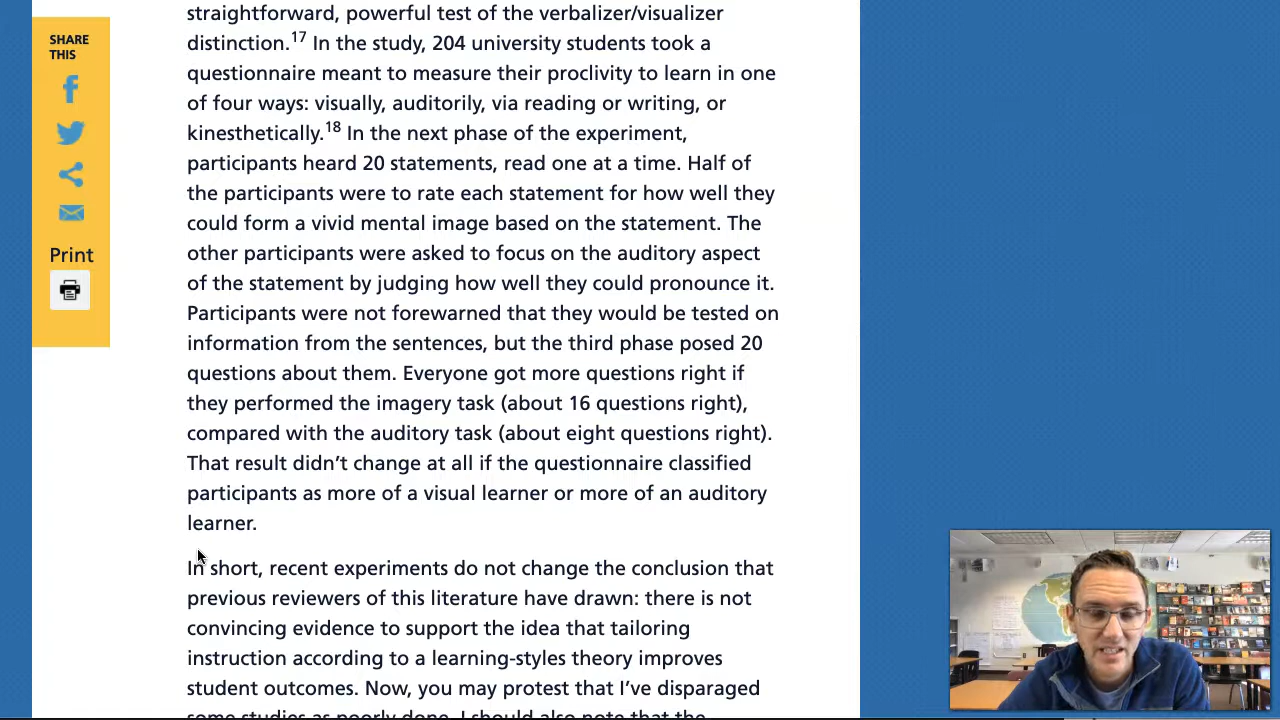 SHARE
THIS
Print
straightforward, powerful test of the verbalizer/visualizer
distinction.17 In the study, 204 university students took a
questionnaire meant to measure their proclivity to learn in one
of four ways: visually, auditorily, via reading or writing, or
kinesthetically.18 In the next phase of the experiment,
participants heard 20 statements, read one at a time. Half of
the participants were to rate each statement for how well they
could form a vivid mental image based on the statement. The
other participants were asked to focus on the auditory aspect
of the statement by judging how well they could pronounce it.
Participants were not forewarned that they would be tested on
information from the sentences, but the third phase posed 20
questions about them. Everyone got more questions right if
they performed the imagery task (about 16 questions right),
compared with the auditory task (about eight questions right).
That result didn’t change at all if the questionnaire classified
participants as more of a visual learner or more of an auditory
learner.
In short, recent experiments do not change the conclusion that
previous reviewers of this literature have drawn: there is not
convincing evidence to support the idea that tailoring
instruction according to a learning-styles theory improves
student outcomes. Now, you may protest that I’ve disparaged
some studies as poorly done. I should also note that the